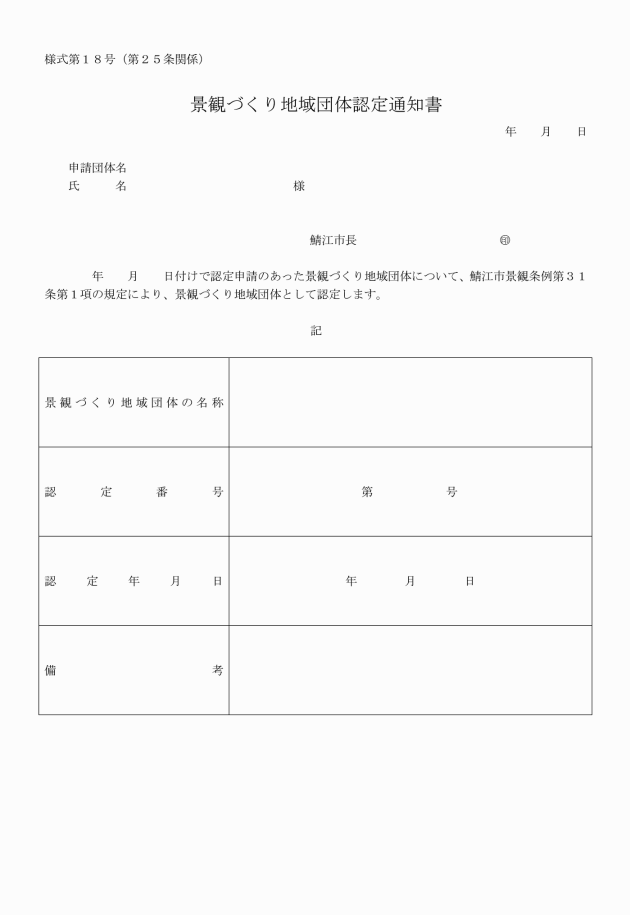 様式第１８号（第２５条関係）
景観づくり地域団体認定通知書
年　　月　　日
申請団体名
氏　　　名　　　　　　　　　　　　　　様
鯖江市長　　　　　　　　　　　　㊞
年　　月　　日付けで認定申請のあった景観づくり地域団体について、鯖江市景観条例第３１
条第１項の規定により、景観づくり地域団体として認定します。
記
景観づくり地域団体の名称
認定番号　第　　　　　　号
認定年月日　年　　　　月　　　　日
備考